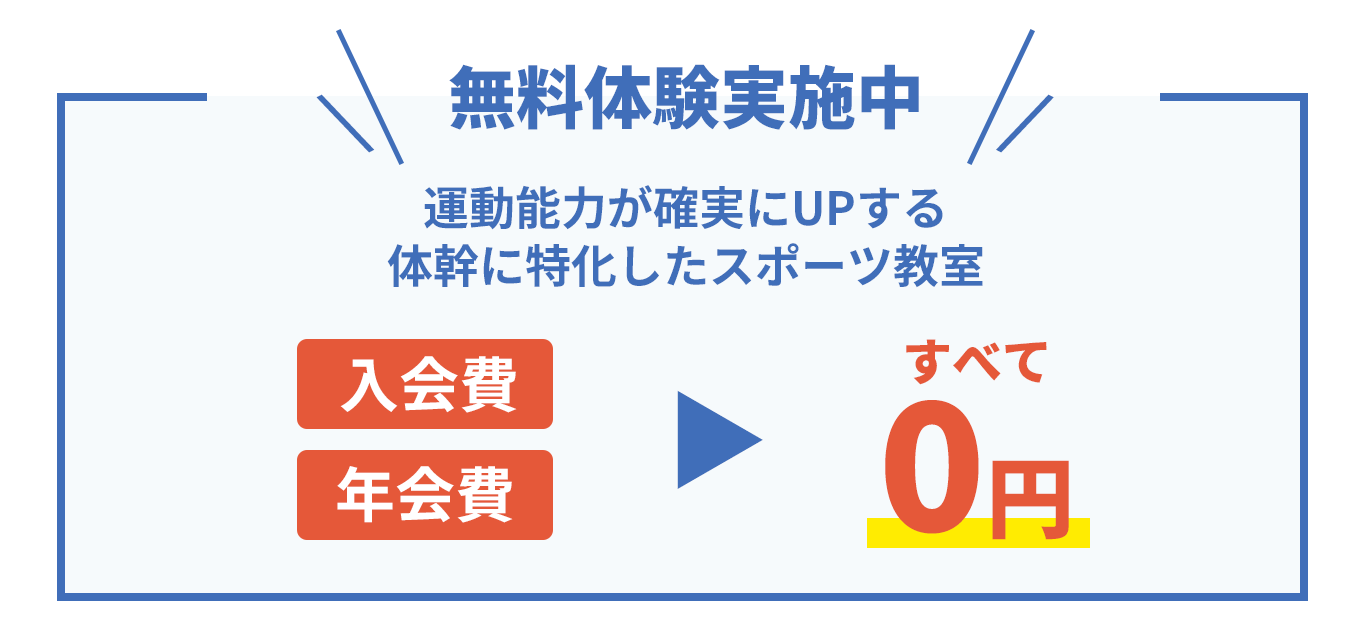 無料体験実施中
運動能力が確実にUPする
体幹に特化したスポーツ教室
入会費
年会費
すべて
0円